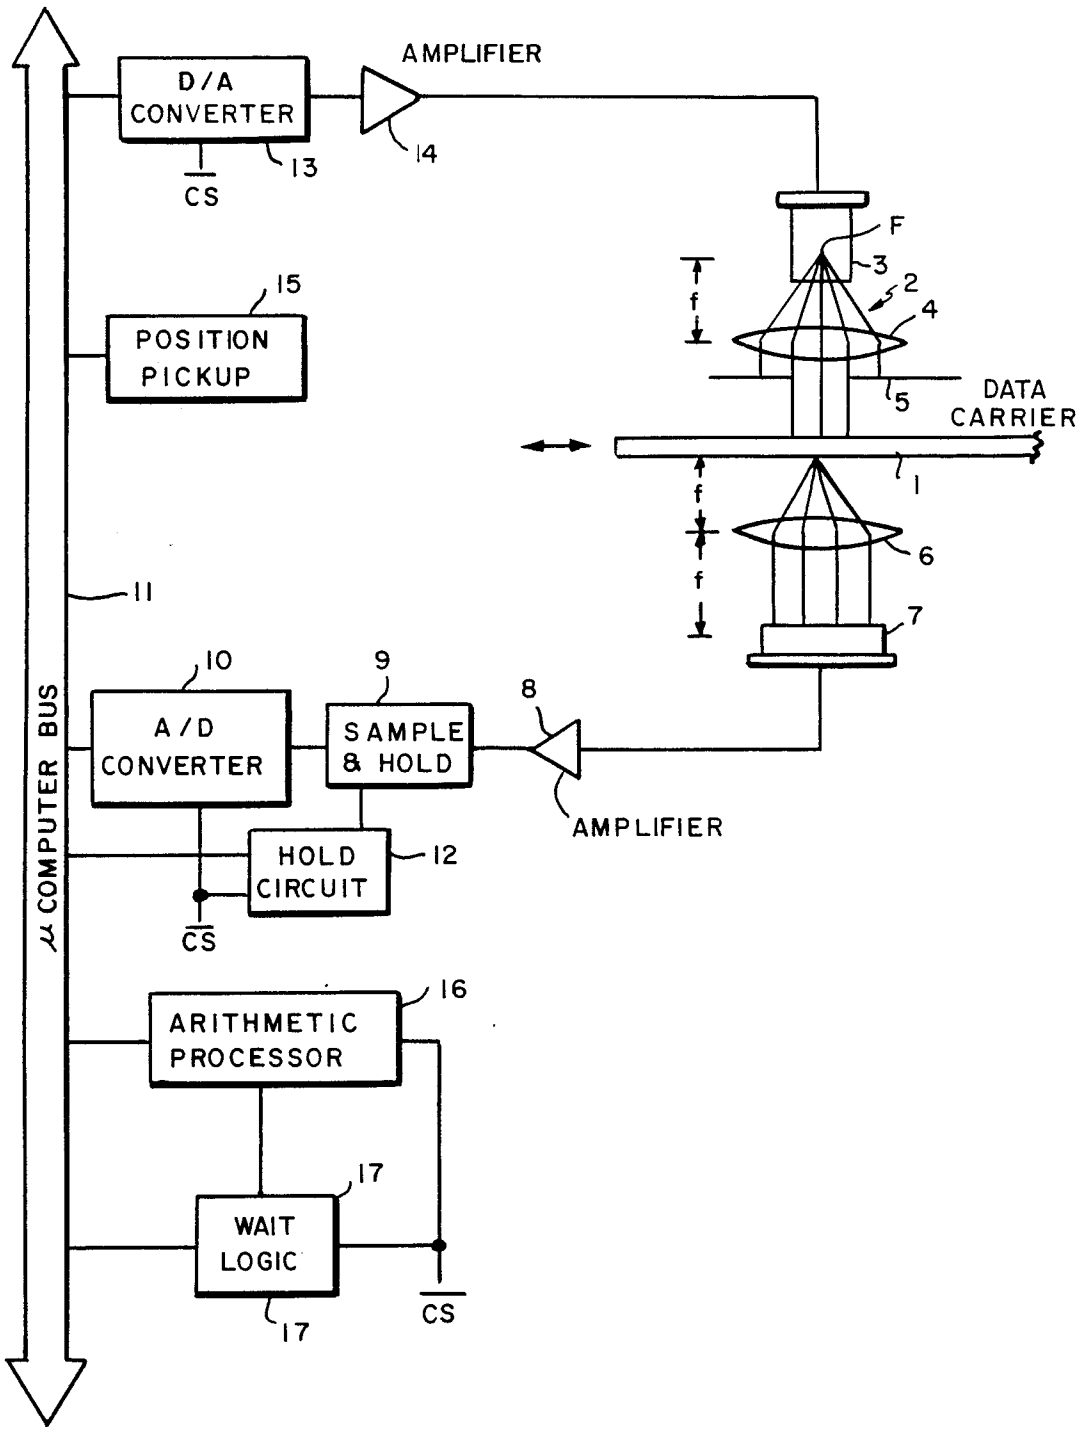 AMPLIFIER
D/A
CONVERTER
13
14
CS
F
3
2
4
f
5
DATA
CARRIER
1
15
POSITION
PICKUP
f
6
f
7
11
10
9
8
A/D
CONVERTER
SAMPLE
& HOLD
AMPLIFIER
HOLD
CIRCUIT
12
CS
μ COMPUTER BUS
16
ARITHMETIC
PROCESSOR
17
WAIT
LOGIC
17
CS